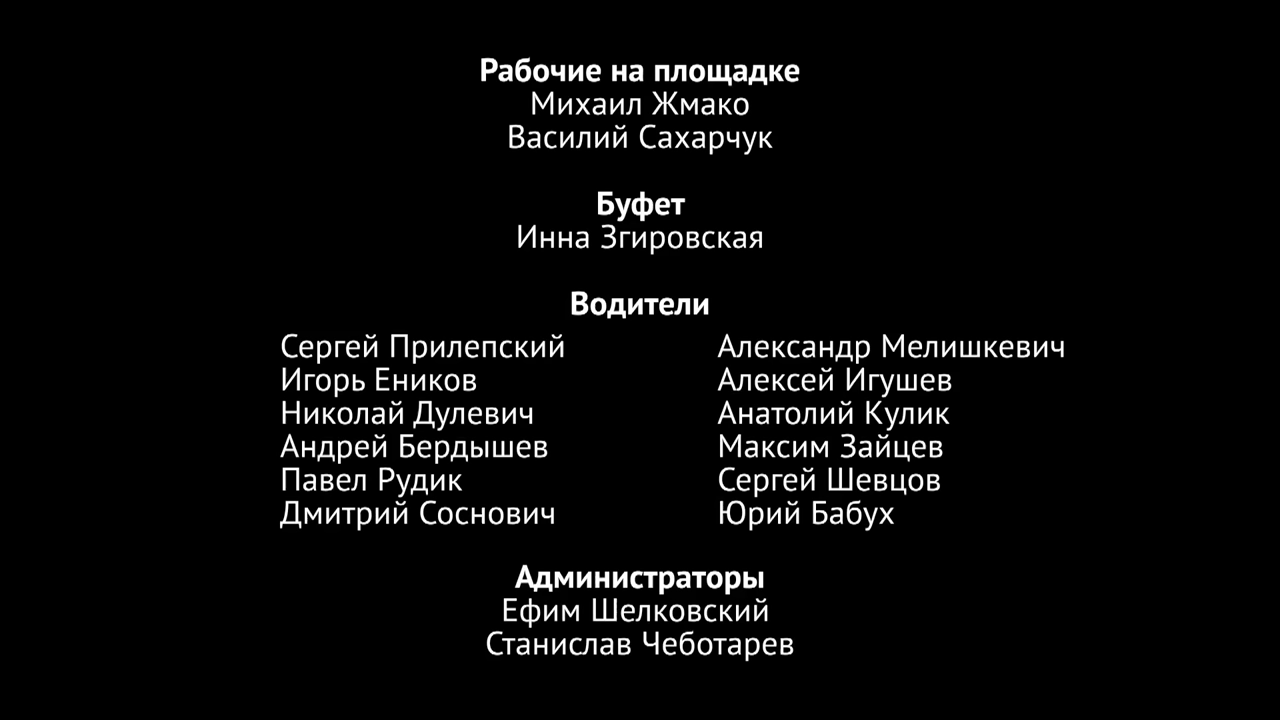 Рабочие на площадке
Михаил Жмако
Василий Сахарчук
Буфет
Инна Згировская
Водители
Сергей Прилепский
Игорь Еников
Николай Дулевич
Андрей Бердышев
Павел Рудик
Дмитрий Соснович
Александр Мелишкевич
Алексей Игушев
Анатолий Кулик
Максим Зайцев
Сергей Шевцов
Юрий Бабух
Администраторы
Ефим Шелковский
Станислав Чеботарев